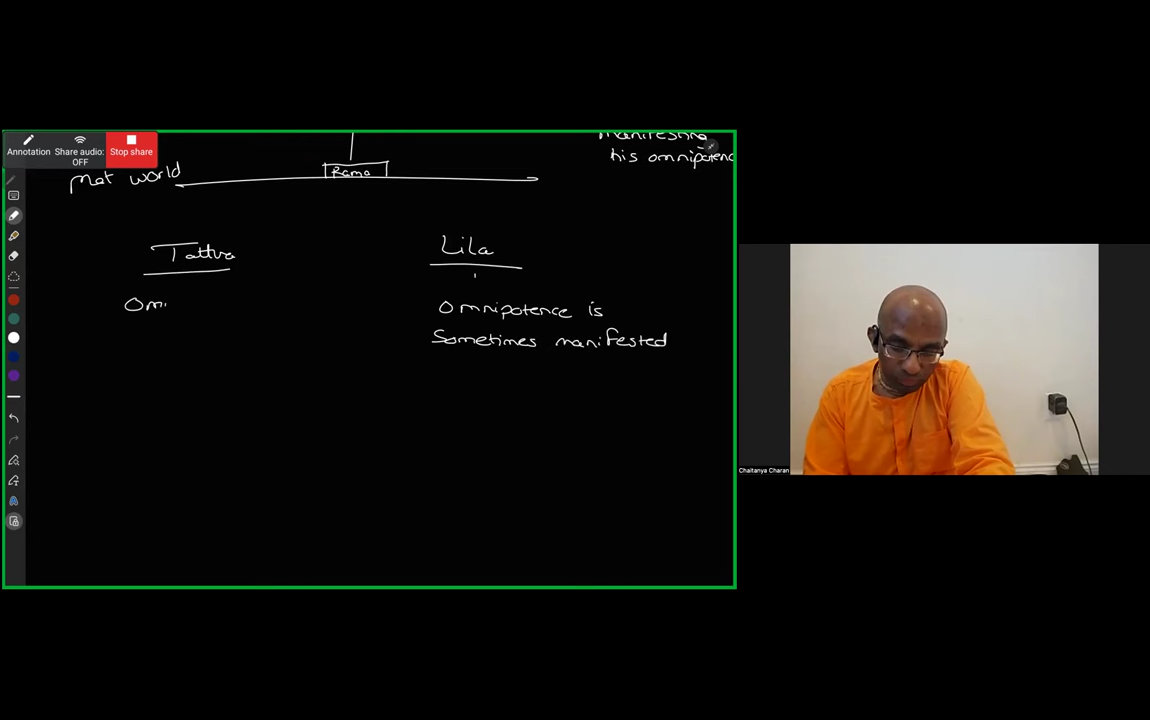 Annotation
Share audio:
OFF
Stop share
manifesting
his omnipotenc
Mat world
Rama
Tattva
Lila
Om
Omnipotence is
Sometimes manifested
Chaitanya Charan